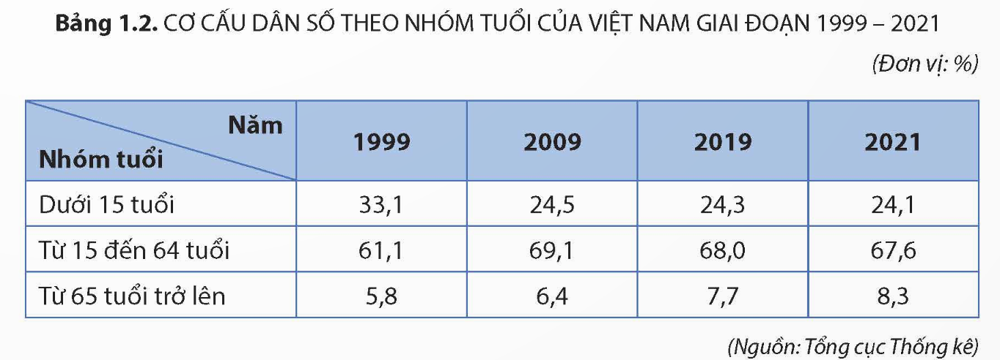 Bảng 1.2. CƠ CẤU DÂN SỐ THEO NHÓM TUỔI CỦA VIỆT NAM GIAI ĐOẠN 1999 – 2021
(Đơn vị: %)
Năm
Nhóm tuổi 1999 2009 2019 2021
Dưới 15 tuổi 33,1 24,5 24,3 24,1
Từ 15 đến 64 tuổi 61,1 69,1 68,0 67,6
Từ 65 tuổi trở lên 5,8 6,4 7,7 8,3
(Nguồn: Tổng cục Thống kê)